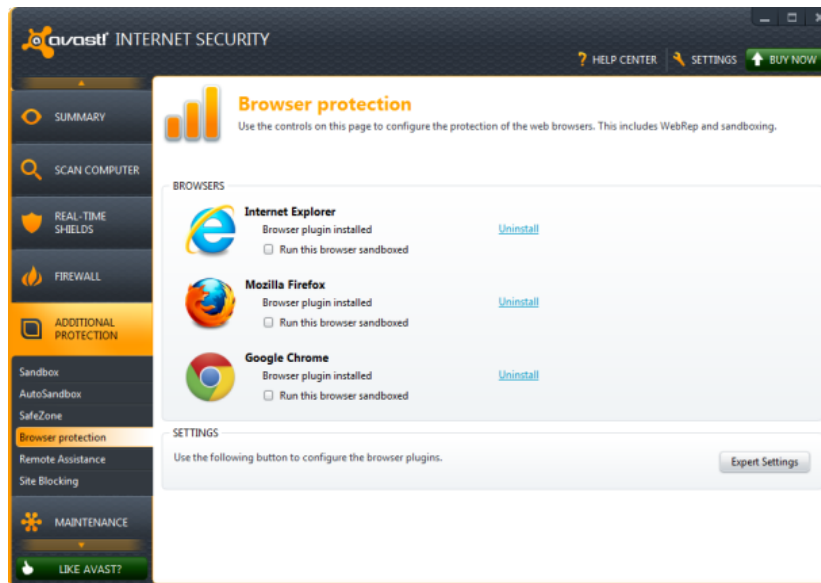 avast! INTERNET SECURITY
? HELP CENTER SETTINGS BUY NOW
SUMMARY
SCAN COMPUTER
REAL-TIME
SHIELDS
FIREWALL
ADDITIONAL
PROTECTION
Sandbox
AutoSandbox
SafeZone
Browser protection
Remote Assistance
Site Blocking
MAINTENANCE
LIKE AVAST?
Browser protection
Use the controls on this page to configure the protection of the web browsers. This includes WebRep and sandboxing.
BROWSERS
Internet Explorer
Browser plugin installed Uninstall
Run this browser sandboxed
Mozilla Firefox
Browser plugin installed Uninstall
Run this browser sandboxed
Google Chrome
Browser plugin installed Uninstall
Run this browser sandboxed
SETTINGS
Use the following button to configure the browser plugins.
Expert Settings